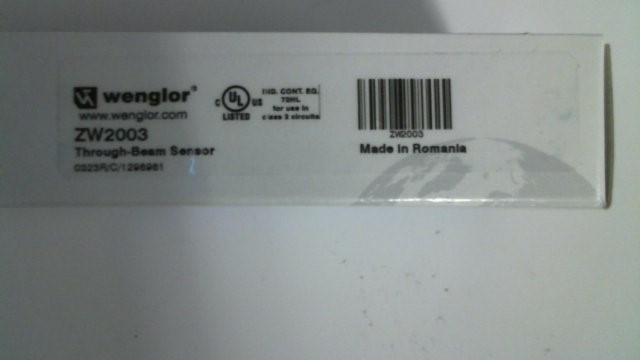 wenglor®
www.wenglor.com
ZW2003
Through-Beam Sensor
0323R/C/1296981
C UL US
LISTED
IND. CONT. EQ.
78HL
for use in
class 2 circuits
ZW2003
Made in Romania